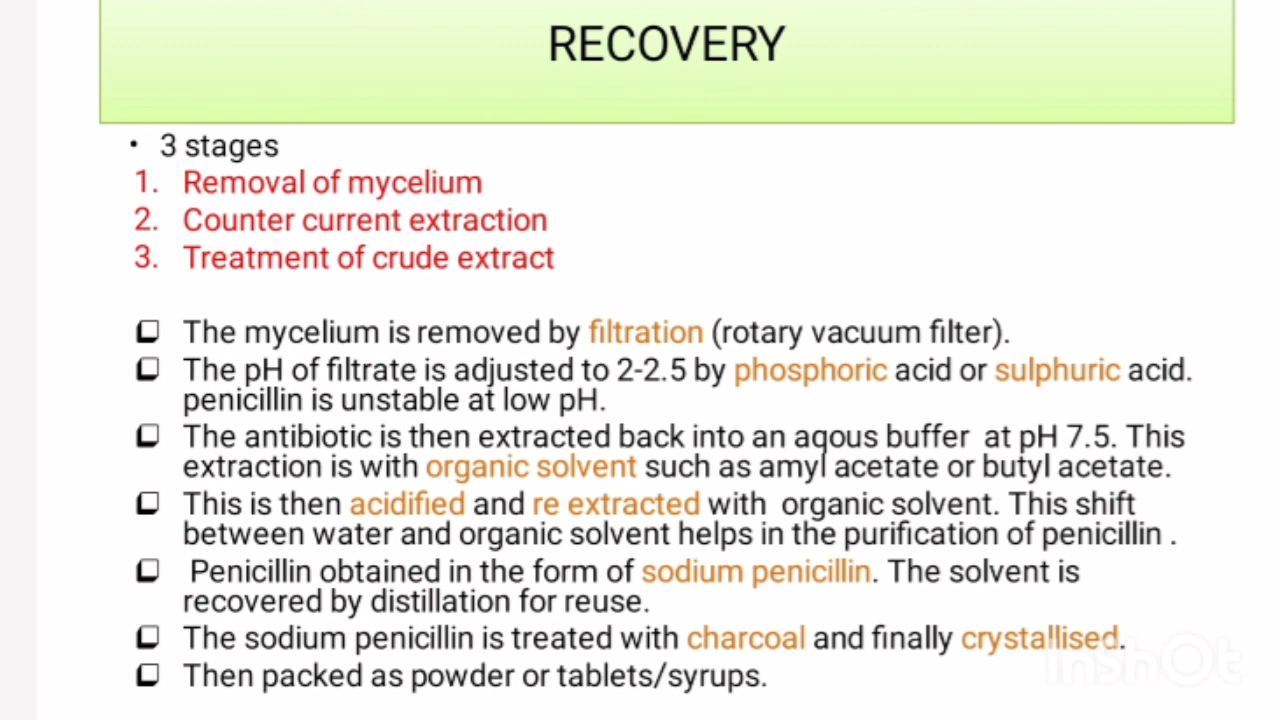 RECOVERY
• 3 stages
1. Removal of mycelium
2. Counter current extraction
3. Treatment of crude extract
❑ The mycelium is removed by filtration (rotary vacuum filter).
❑ The pH of filtrate is adjusted to 2-2.5 by phosphoric acid or sulphuric acid.
penicillin is unstable at low pH.
❑ The antibiotic is then extracted back into an aqous buffer at pH 7.5. This
extraction is with organic solvent such as amyl acetate or butyl acetate.
❑ This is then acidified and re extracted with organic solvent. This shift
between water and organic solvent helps in the purification of penicillin .
❑ Penicillin obtained in the form of sodium penicillin. The solvent is
recovered by distillation for reuse.
❑ The sodium penicillin is treated with charcoal and finally crystallised.
❑ Then packed as powder or tablets/syrups.
InshOt